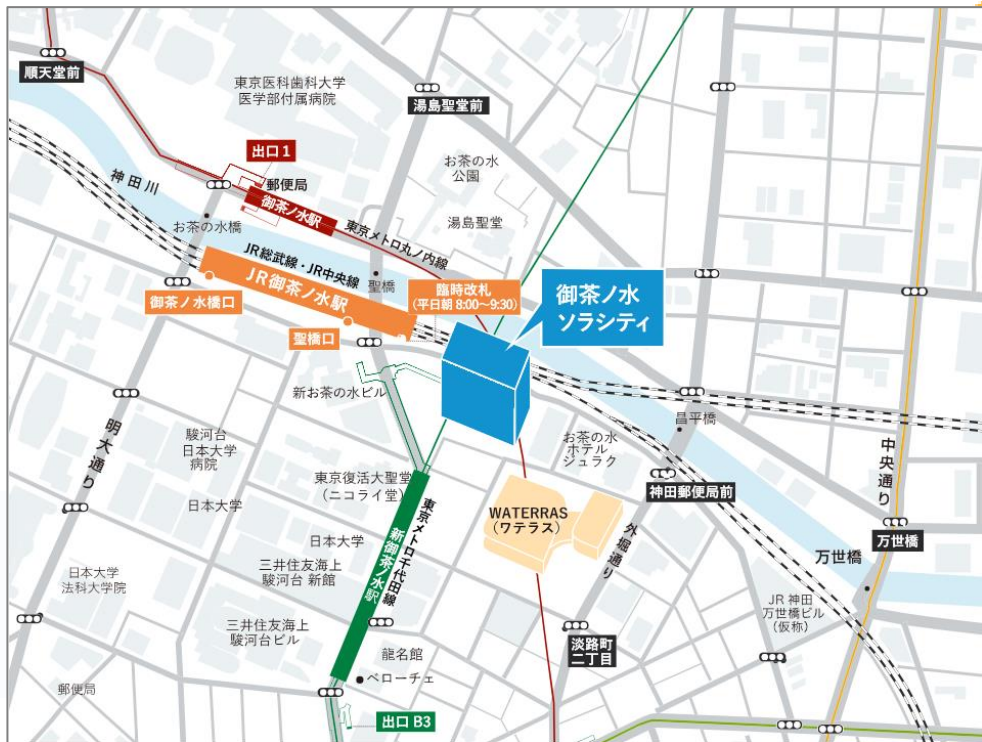 順天堂前
東京医科歯科大学
医学部付属病院
湯島聖堂前
出口1
郵便局
お茶の水
公園
御茶ノ水駅
湯島聖堂
神田川
お茶の水橋
東京メトロ丸ノ内線
JR総武線・JR中央線
JR御茶ノ水駅
聖橋
臨時改札
(平日朝 8:00〜9:30)
御茶ノ水
ソラシティ
御茶ノ水橋口
聖橋口
新お茶の水ビル
明大通り
駿河台
日本大学
病院
昌平橋
お茶の水
ホテル
ジュラク
中央通り
東京復活大聖堂
(ニコライ堂)
神田郵便局前
日本大学
WATERRAS
(ワテラス)
外堀通り
東京メトロ千代田線
新御茶ノ水駅
日本大学
万世橋
万世橋
三井住友海上
駿河台 新館
日本大学
法科大学院
JR 神田
万世橋ビル
(仮称)
三井住友海上
駿河台ビル
淡路町
二丁目
龍名館
ベローチェ
郵便局
出口 B3